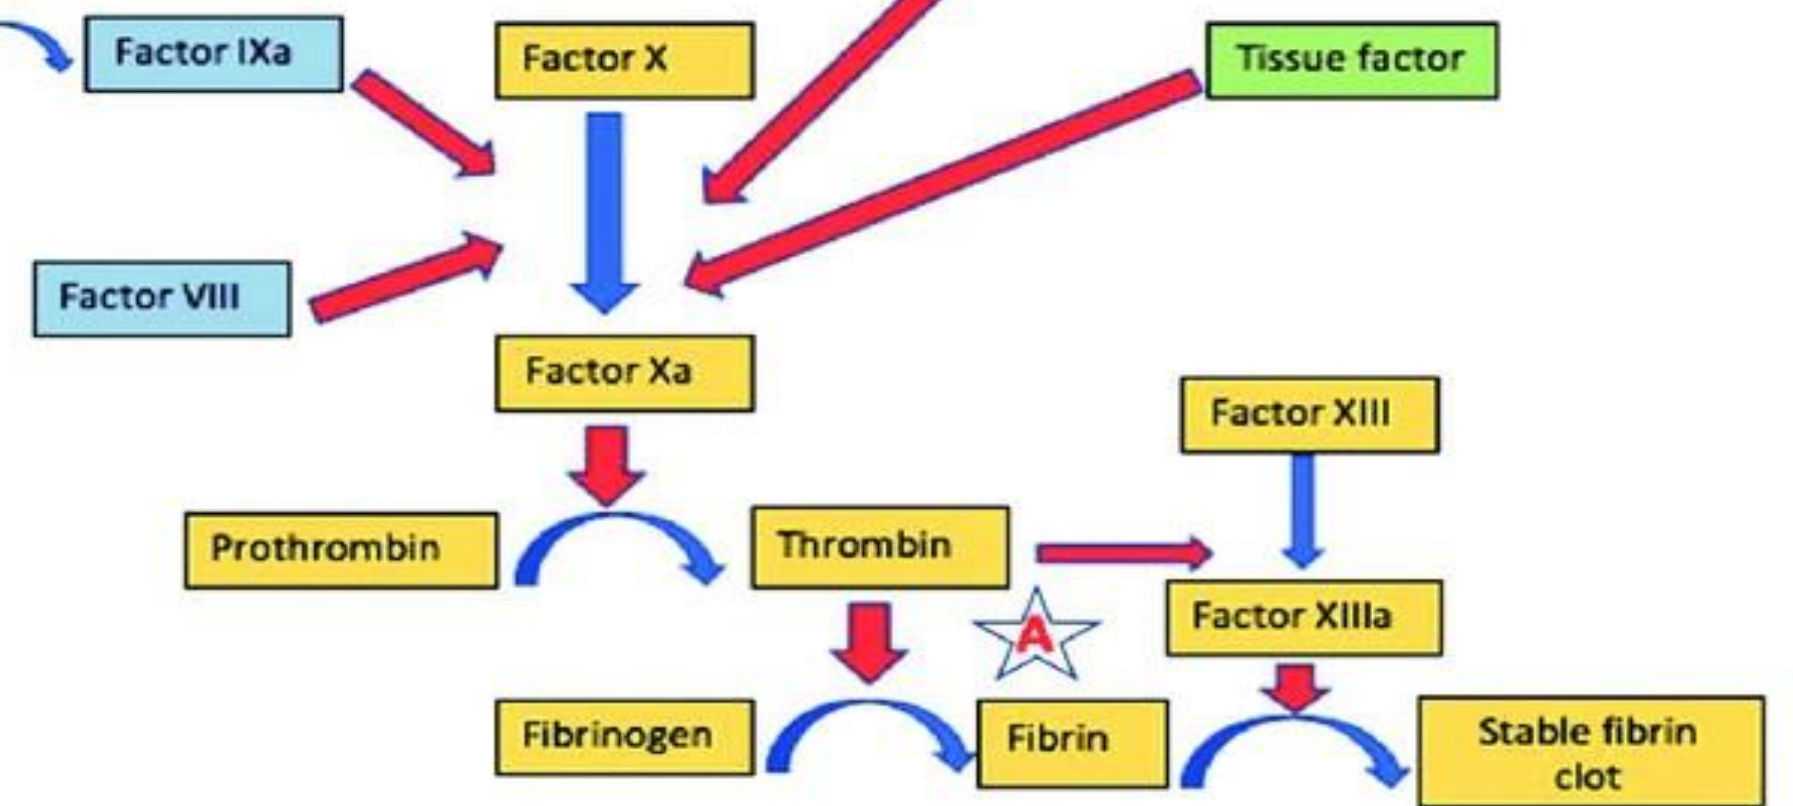 Factor IXa
Factor X
Tissue factor
Factor VIII
Factor Xa
Factor XIII
Prothrombin
Thrombin
Factor XIIIa
A
Fibrinogen
Fibrin
Stable fibrin
clot